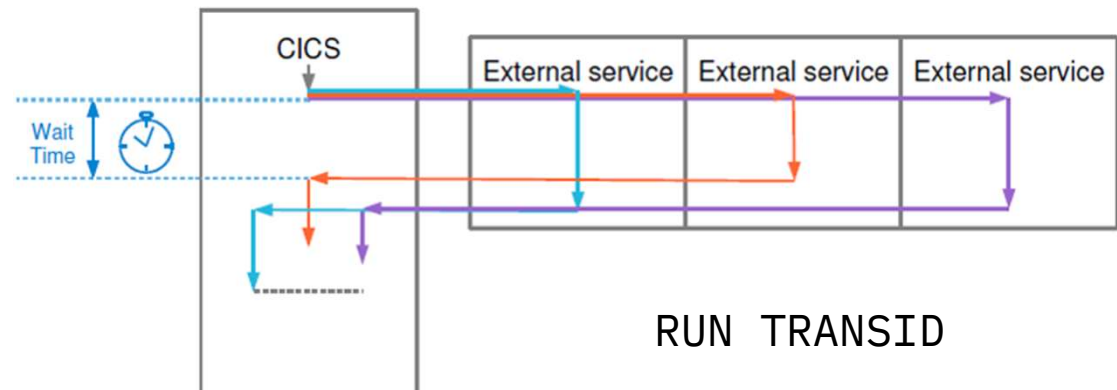 CICS
External service
External service
External service
Wait
Time
RUN TRANSID